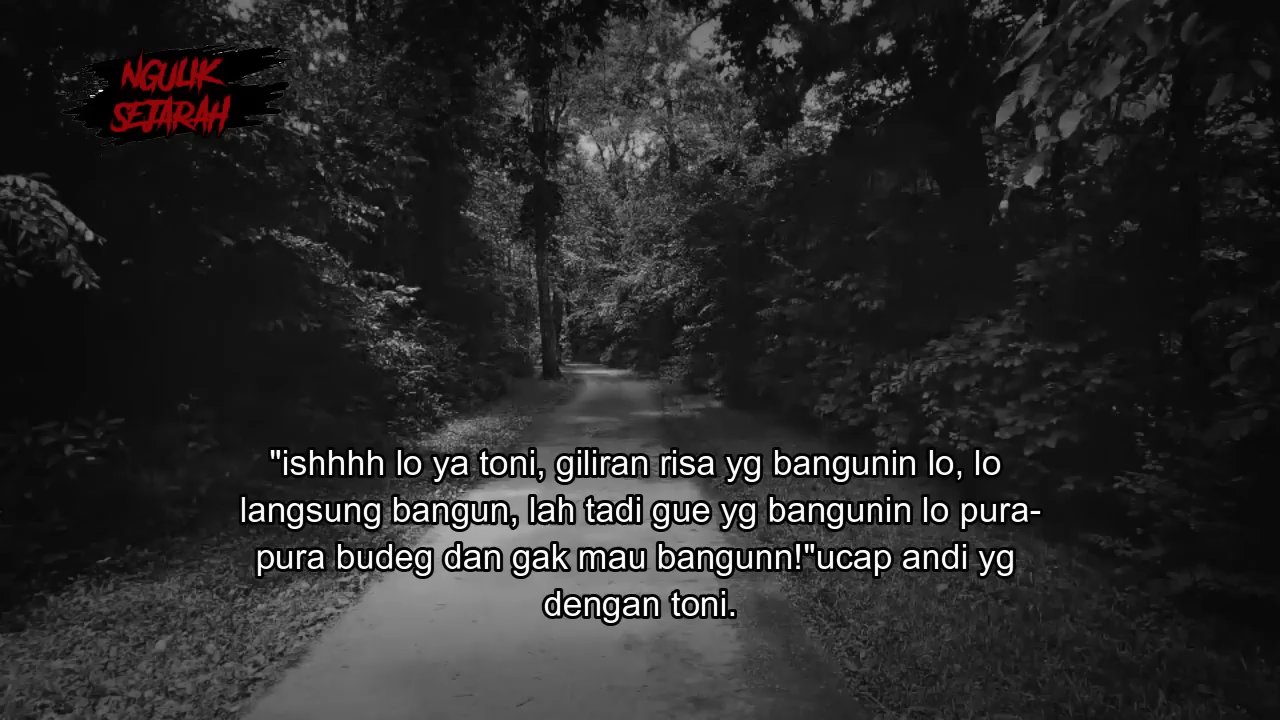 NGULIK
SEJARAH
"ishhhh lo ya toni, giliran risa yg bangunin lo, lo
langsung bangun, lah tadi gue yg bangunin lo pura-
pura budeg dan gak mau bangunn!"ucap andi yg
dengan toni.